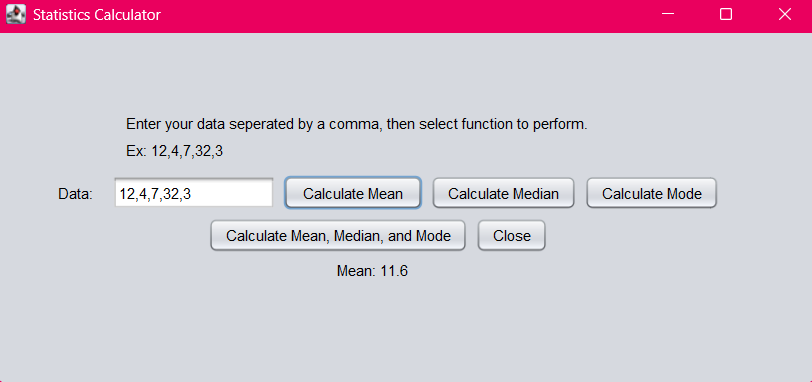 Statistics Calculator
Enter your data seperated by a comma, then select function to perform.
Ex: 12,4,7,32,3
Data: 12,4,7,32,3 Calculate Mean Calculate Median Calculate Mode
Calculate Mean, Median, and Mode Close
Mean: 11.6